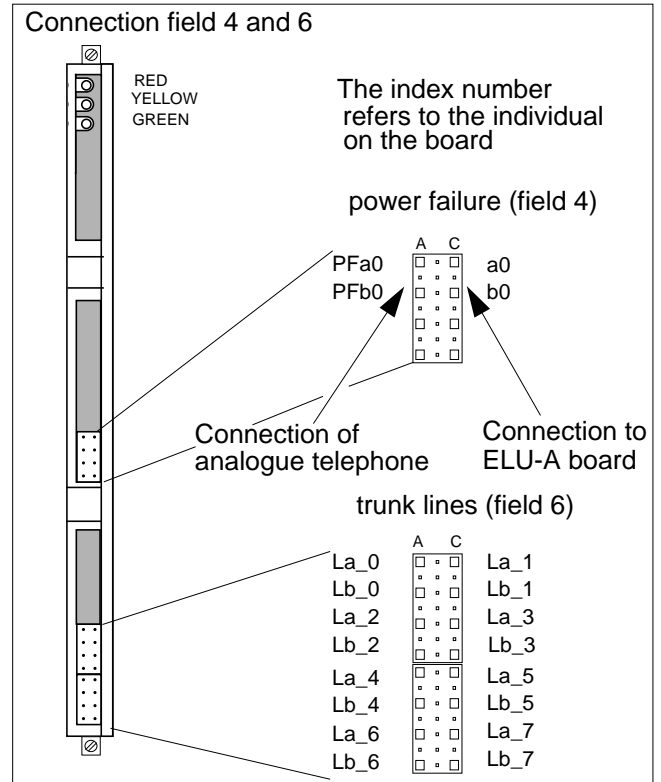 Connection field 4 and 6
RED
YELLOW
GREEN
The index number
refers to the individual
on the board
power failure (field 4)
A C
PFa0 a0
PFb0 b0
Connection of
analogue telephone
Connection to
ELU-A board
trunk lines (field 6)
A C
La_0 La_1
Lb_0 Lb_1
La_2 La_3
Lb_2 Lb_3
La_4 La_5
Lb_4 Lb_5
La_6 La_7
Lb_6 Lb_7